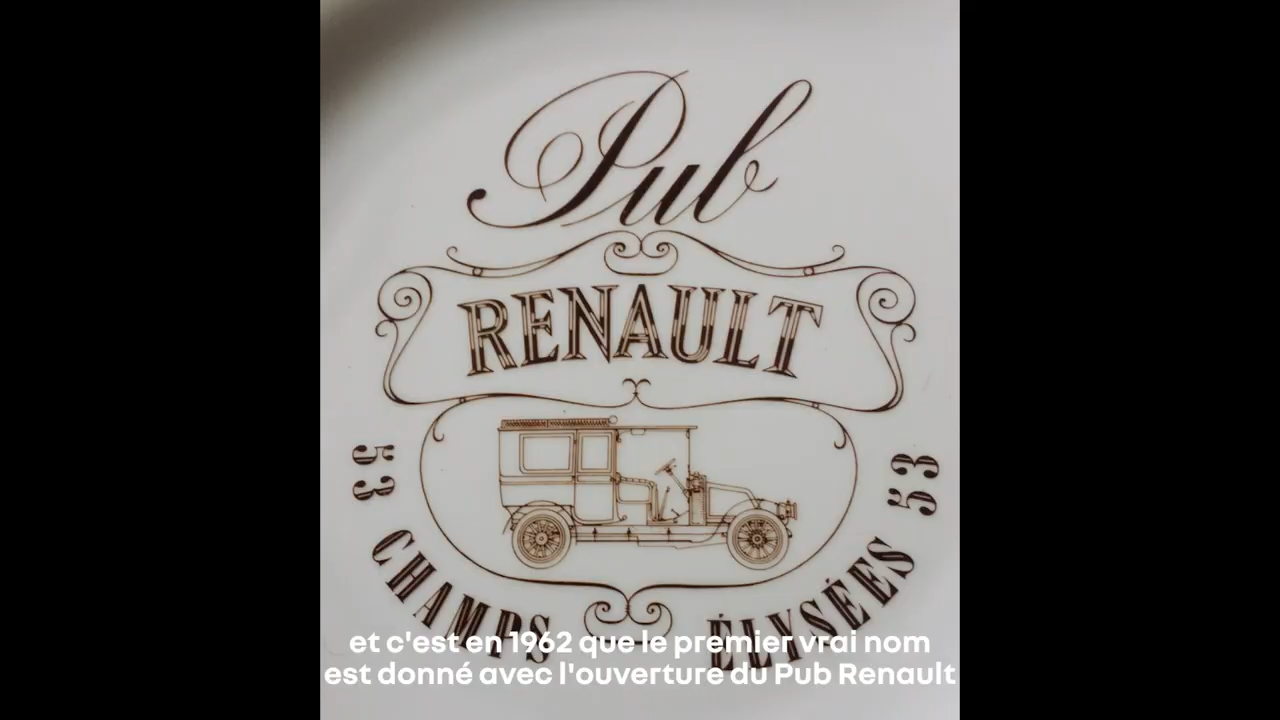 Pub
RENAULT
53 CHAMPS ÉLYSÉES 53
et c'est en 1962 que le premier vrai nom
est donné avec l'ouverture du Pub Renault